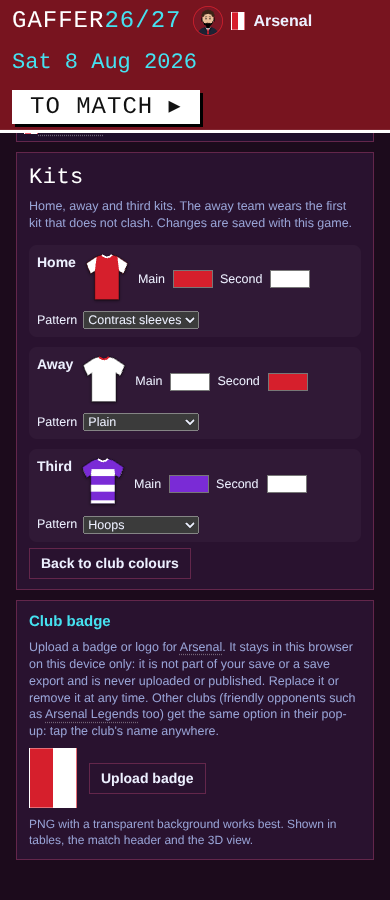 GAFFER26/27 Arsenal
Sat 8 Aug 2026
TO MATCH ▶
Kits
Home, away and third kits. The away team wears the first
kit that does not clash. Changes are saved with this game.
Home Main Second
Pattern Contrast sleeves
Away Main Second
Pattern Plain
Third Main Second
Pattern Hoops
Back to club colours
Club badge
Upload a badge or logo for Arsenal. It stays in this browser
on this device only: it is not part of your save or a save
export and is never uploaded or published. Replace it or
remove it at any time. Other clubs (friendly opponents such
as Arsenal Legends too) get the same option in their pop-
up: tap the club's name anywhere.
Upload badge
PNG with a transparent background works best. Shown in
tables, the match header and the 3D view.